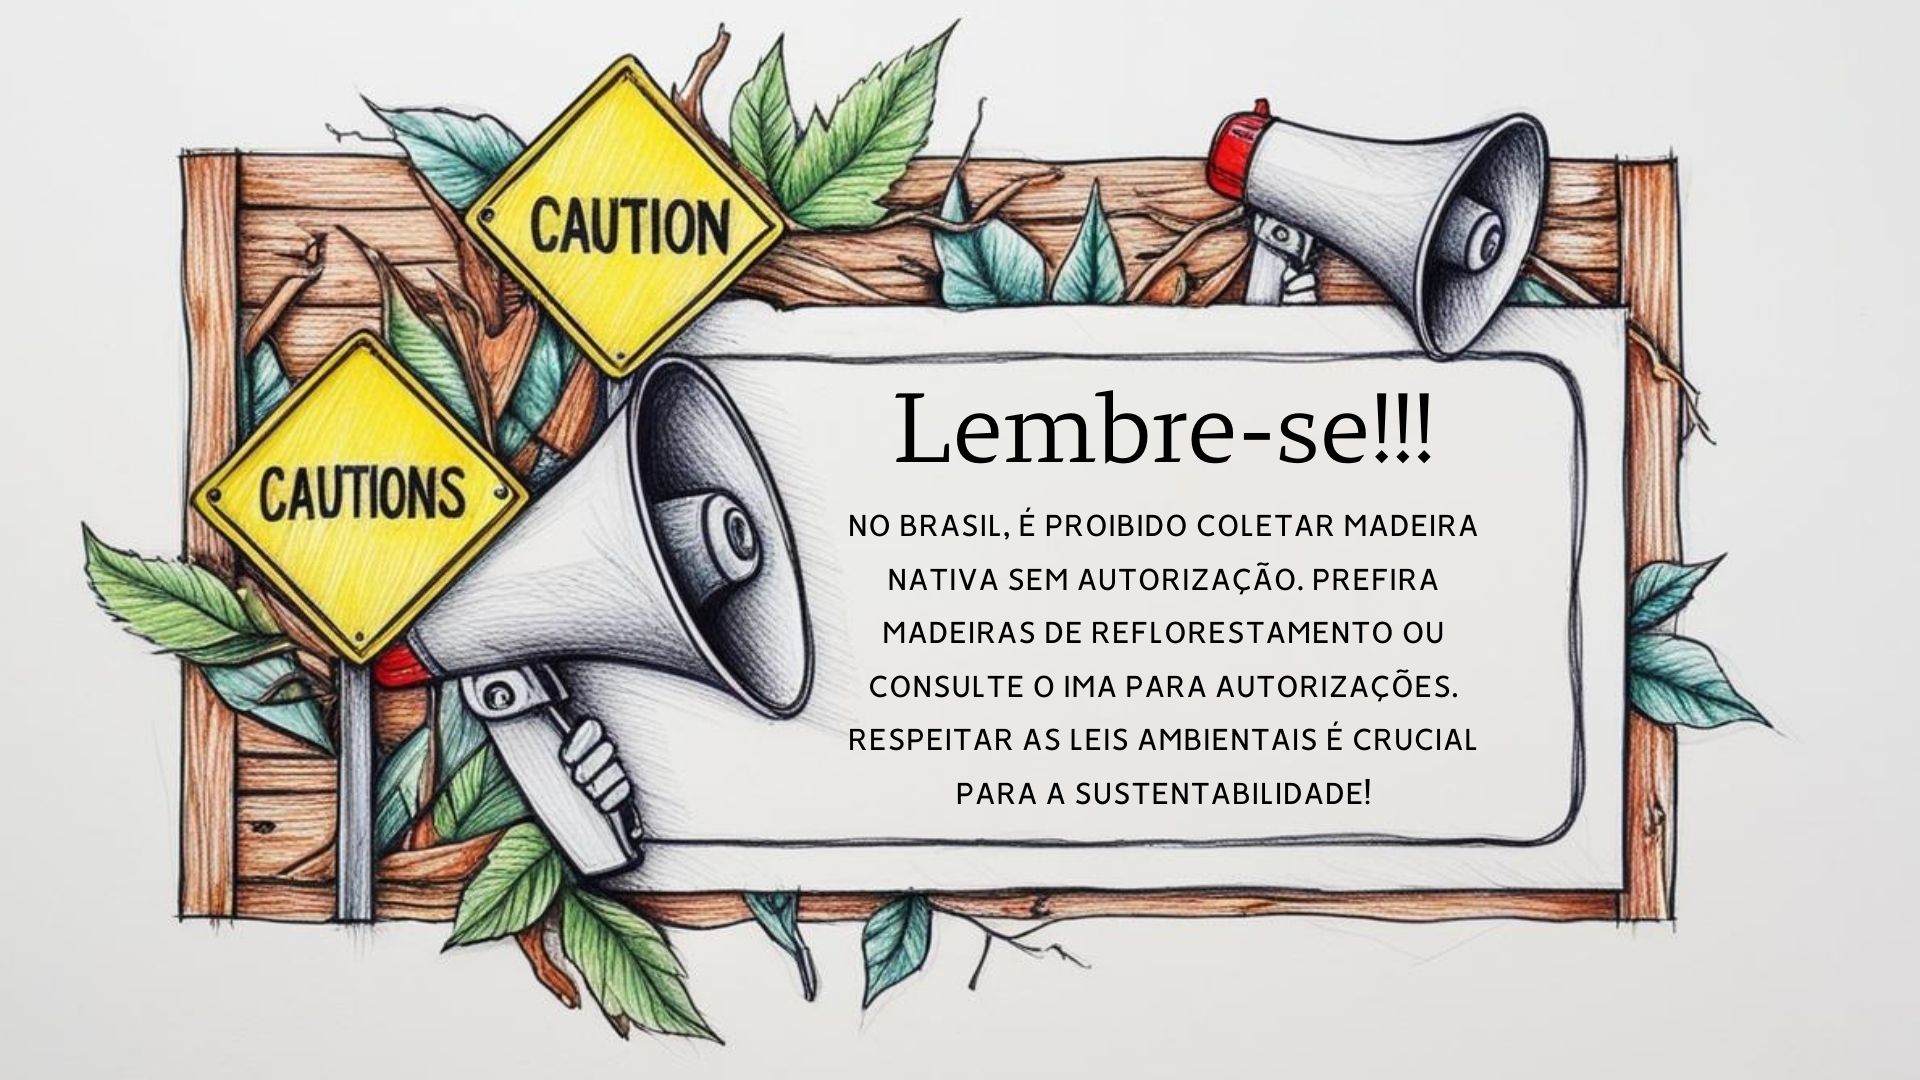 CAUTION
CAUTIONS
Lembre-se!!!
NO BRASIL, É PROIBIDO COLETAR MADEIRA
NATIVA SEM AUTORIZAÇÃO. PREFIRA
MADEIRAS DE REFLORESTAMENTO OU
CONSULTE O IMA PARA AUTORIZAÇÕES.
RESPEITAR AS LEIS AMBIENTAIS É CRUCIAL
PARA A SUSTENTABILIDADE!